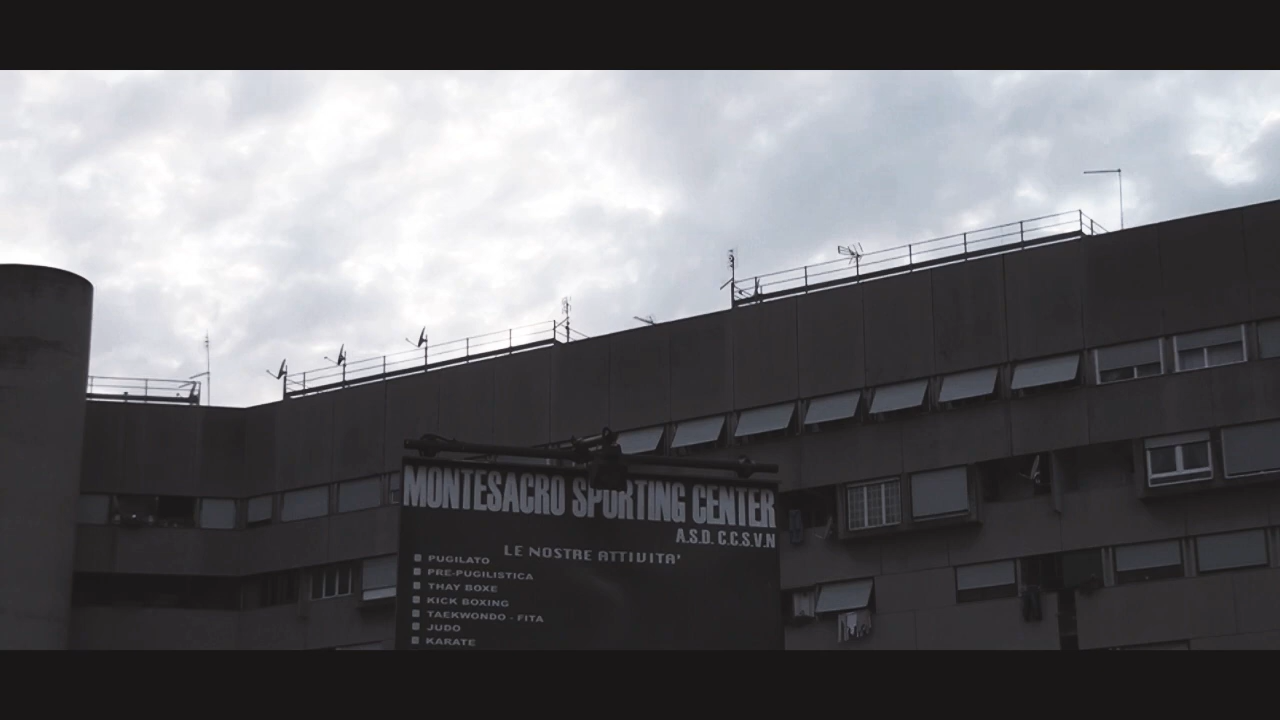 MONTESACRO SPORTING CENTER
A.S.D. C.C.S.V.N
LE NOSTRE ATTIVITA'
PUGILATO
PRE-PUGILISTICA
THAY BOXE
KICK BOXING
TAEKWONDO - FITA
JUDO
KARATE